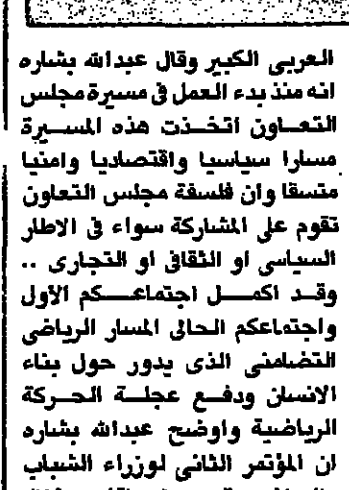 العربى الكبير وقال عبدالله بشاره
انه منذ بدء العمل فى مسيرة مجلس
التعاون أتخذت هذه المسيرة
مسارا سياسيا واقتصاديا وامنيا
متسقا وان فلسفة مجلس التعاون
تقوم على المشاركة سواء فى الاطار
السياسى او الثقافى او التجارى ..
وقد اكمل اجتماعكم الأول
واجتماعكم الحالى المسار الرياضى
التضامنى الذى يدور حول بناء
الانسان ودفع عجلة الحركة
الرياضية واوضح عبدالله بشاره
ان المؤتمر الثانى لوزراء الشباب